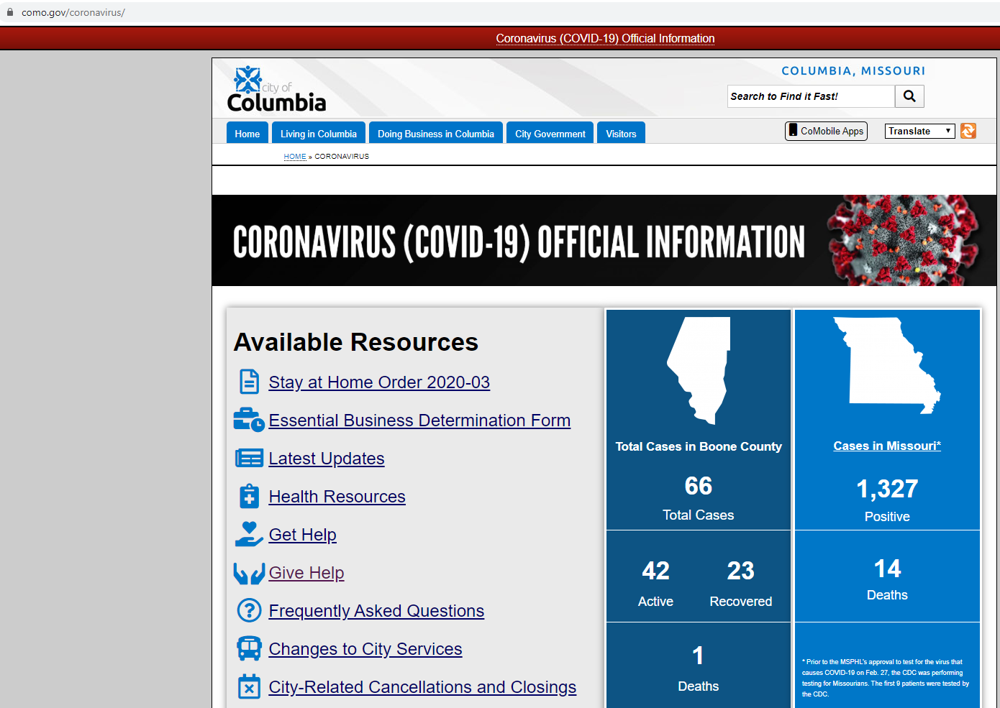 como.gov/coronavirus/
Coronavirus (COVID-19) Official Information
city of
Columbia
COLUMBIA, MISSOURI
Search to Find it Fast!
Home
Living in Columbia
Doing Business in Columbia
City Government
Visitors
CoMobile Apps
Translate
HOME » CORONAVIRUS
CORONAVIRUS (COVID-19) OFFICIAL INFORMATION
Available Resources
Stay at Home Order 2020-03
Essential Business Determination Form
Latest Updates
Health Resources
Get Help
Give Help
Frequently Asked Questions
Changes to City Services
City-Related Cancellations and Closings
Total Cases in Boone County
66
Total Cases
42
Active
23
Recovered
1
Deaths
Cases in Missouri*
1,327
Positive
14
Deaths
* Prior to the MSPHL's approval to test for the virus that
causes COVID-19 on Feb. 27, the CDC was performing
testing for Missourians. The first 9 patients were tested by
the CDC.